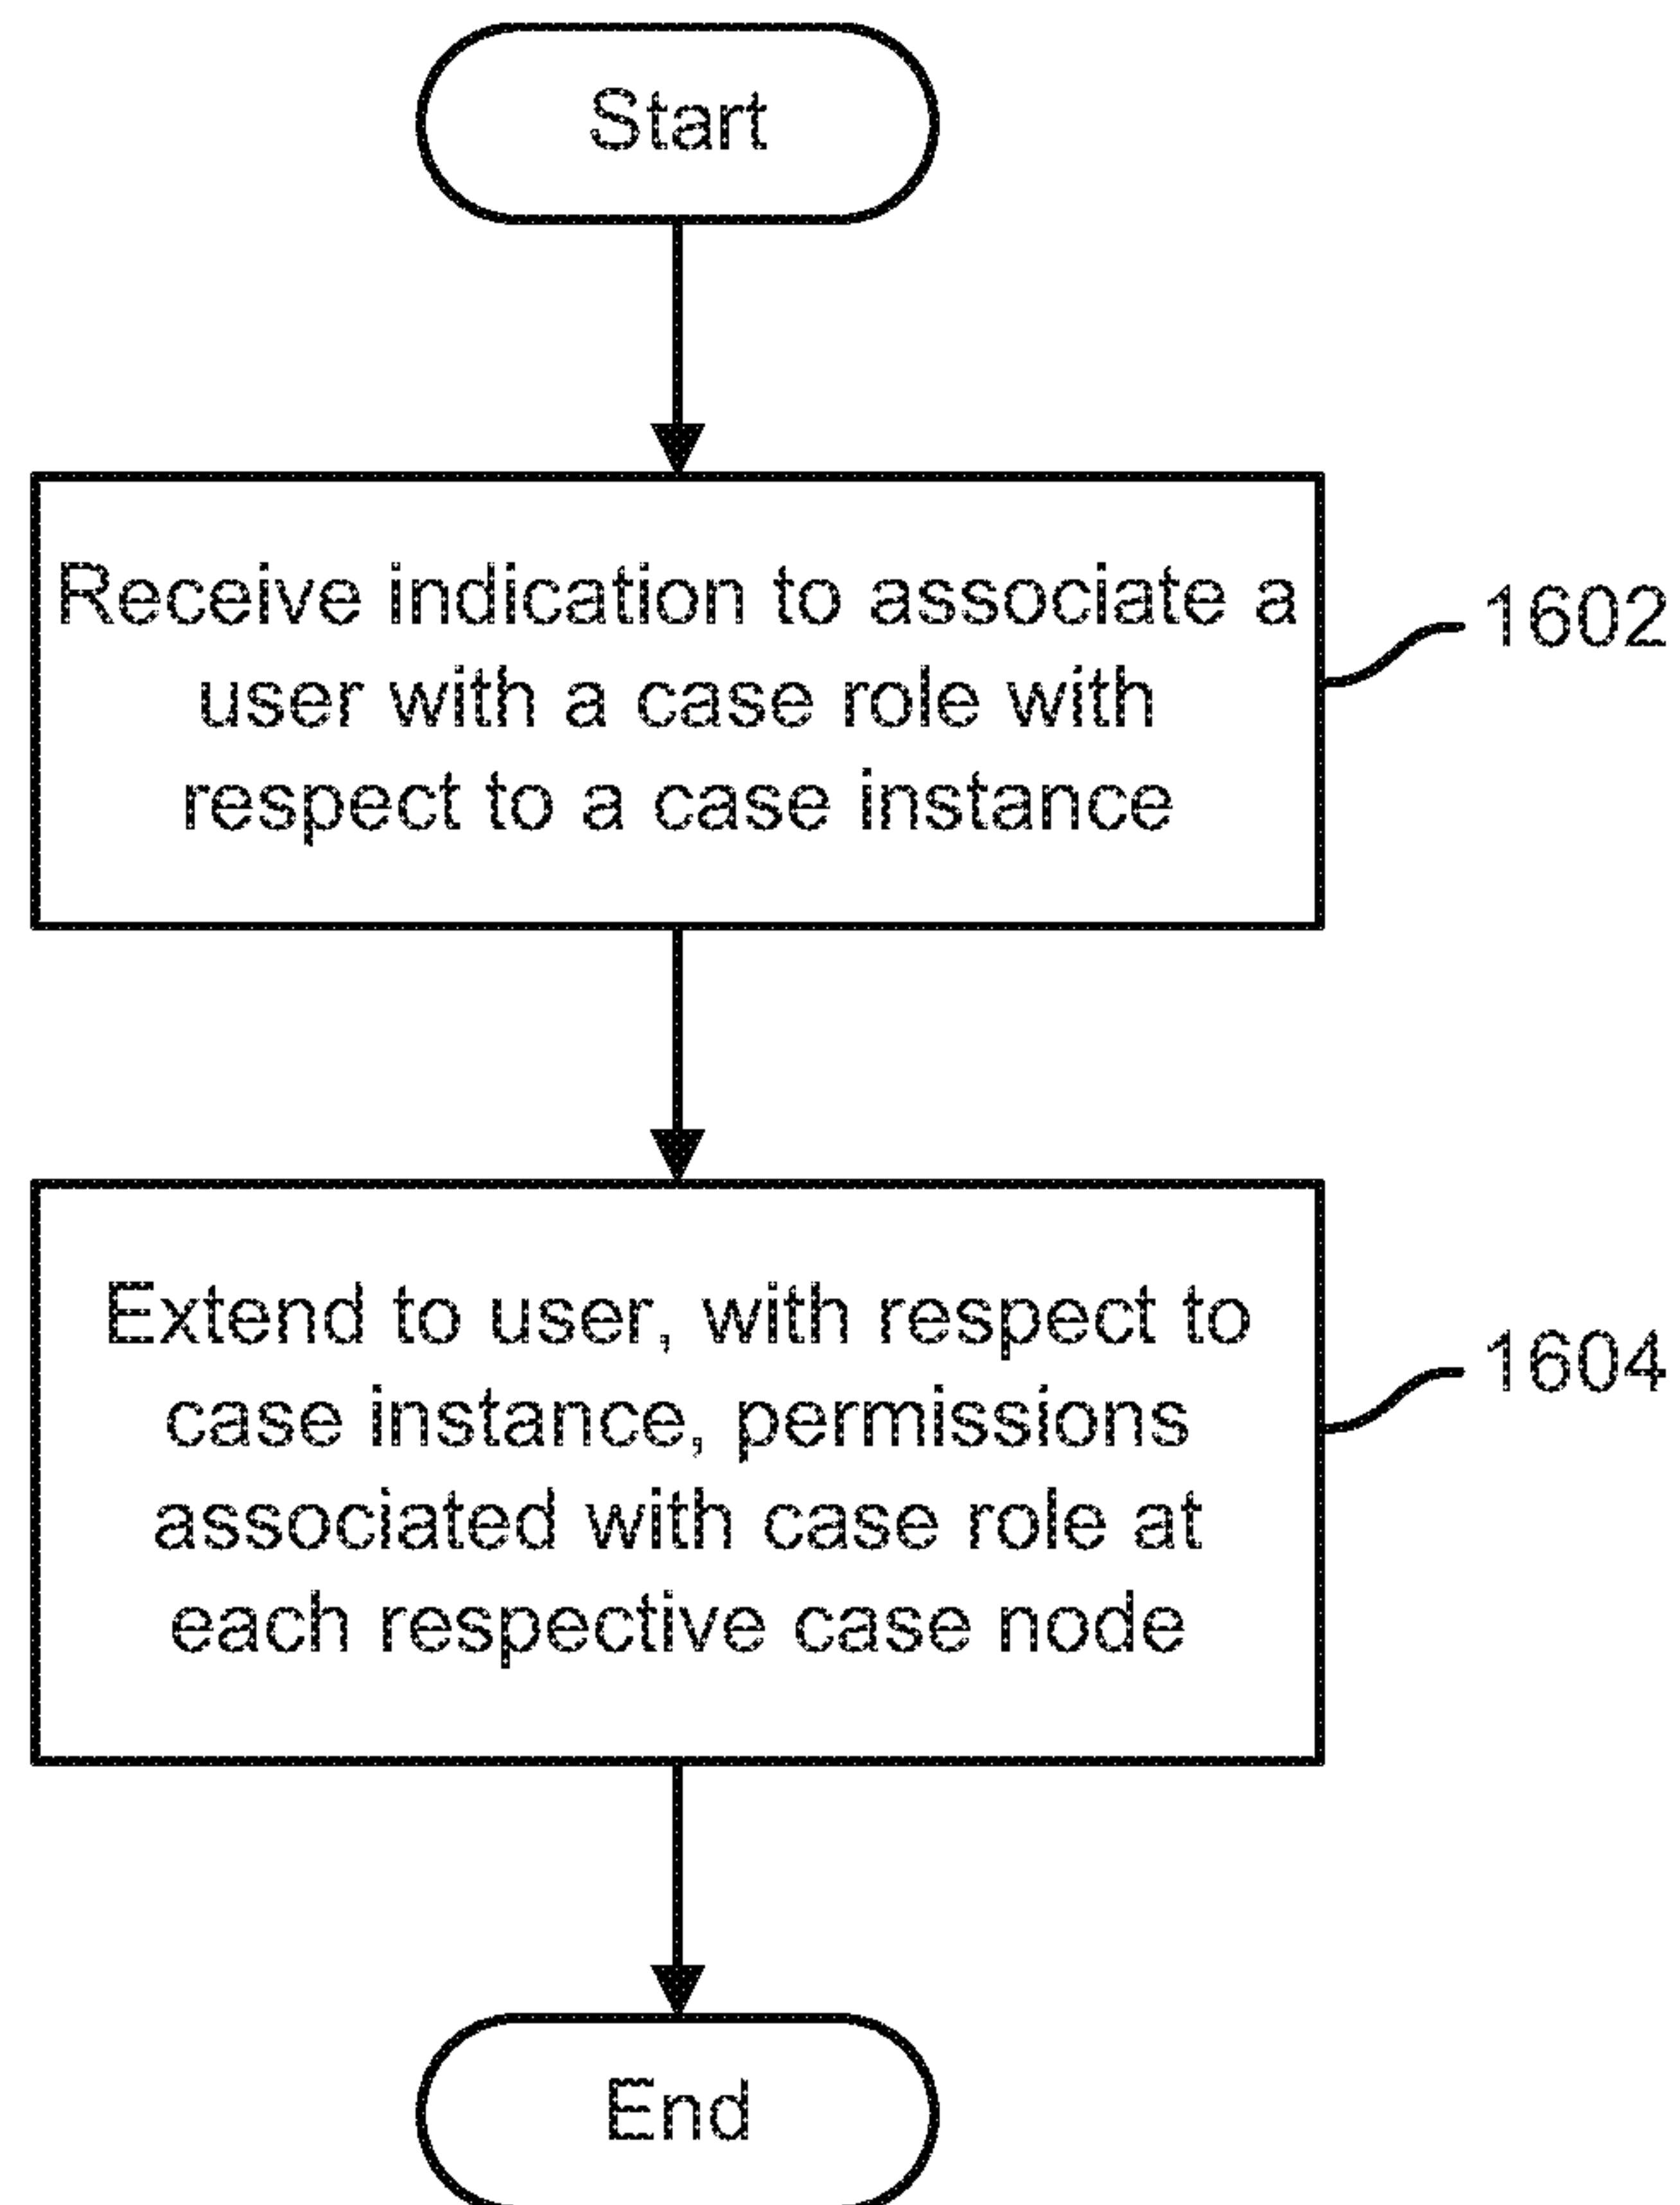 Start
Receive indication to associate a
user with a case role with
respect to a case instance
1602
Extend to user, with respect to
case instance, permissions
associated with case role at
each respective case node
1604
End